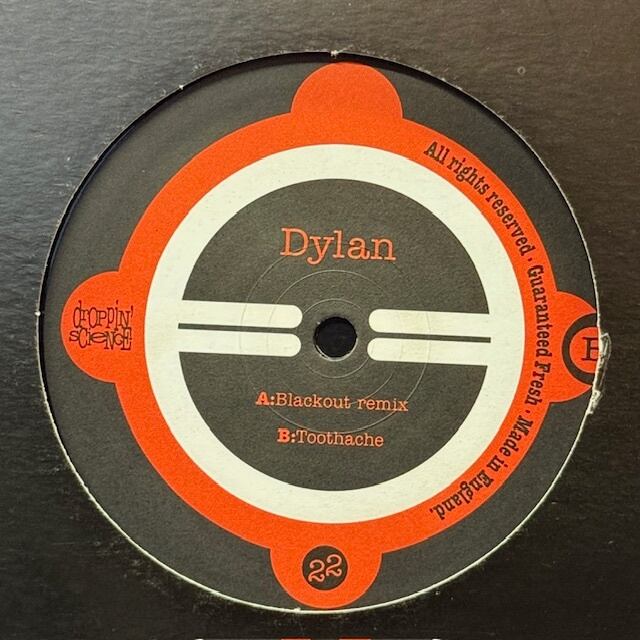 All rights reserved · Guaranteed Fresh · Made in England.
Dylan
droppin'
science
B
A:Blackout remix
B:Toothache
22